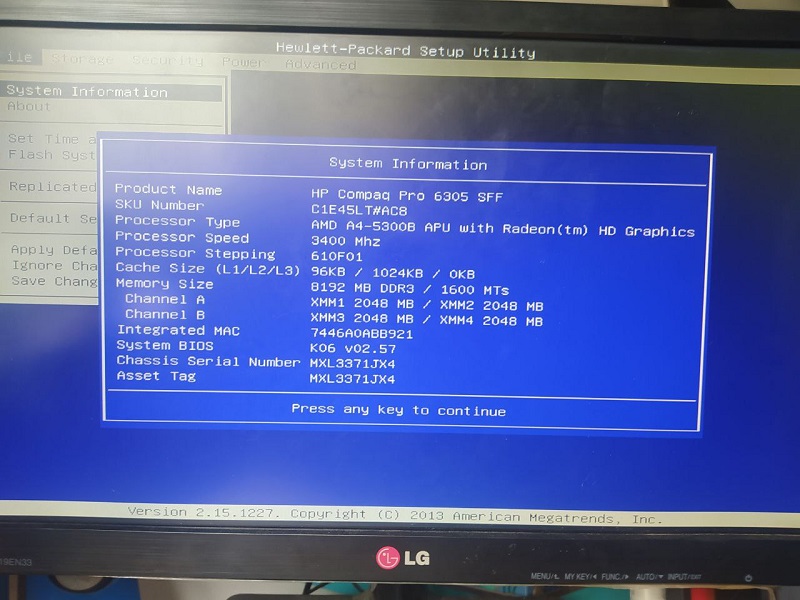 Hewlett-Packard Setup Utility
ile Storage Security Power Advanced
System Information
About
Set Time a
Flash Syst
Replicated
Default Se
Apply Defa
Ignore Cha
Save Chang
System Information
Product Name HP Compaq Pro 6305 SFF
SKU Number C1E45LT#AC8
Processor Type AMD A4-5300B APU with Radeon(tm) HD Graphics
Processor Speed 3400 Mhz
Processor Stepping 610F01
Cache Size (L1/L2/L3) 96KB / 1024KB / 0KB
Memory Size 8192 MB DDR3 / 1600 MTs
Channel A XMM1 2048 MB / XMM2 2048 MB
Channel B XMM3 2048 MB / XMM4 2048 MB
Integrated MAC 7446A0ABB921
System BIOS K06 v02.57
Chassis Serial Number MXL3371JX4
Asset Tag MXL3371JX4
Press any key to continue
Version 2.15.1227. Copyright (C) 2013 American Megatrends, Inc.
19EN33
LG
MENU/ MY KEY/ FUNC./ AUTO/ INPUT/EXIT